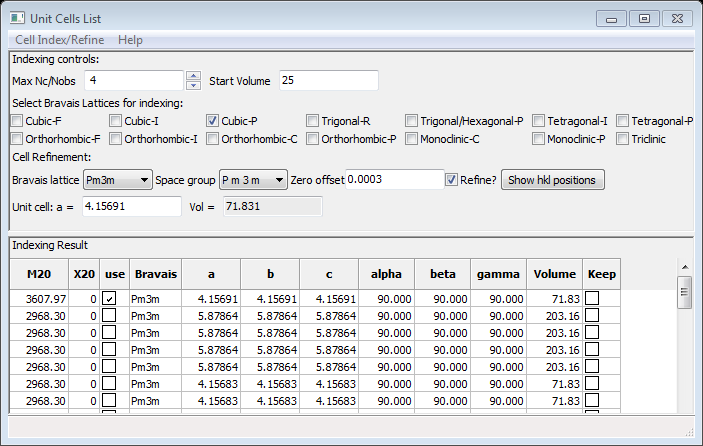 Unit Cells List
Cell Index/Refine Help
Indexing controls:
Max Nc/Nobs 4 Start Volume 25
Select Bravais Lattices for indexing:
Cubic-F Cubic-I Cubic-P Trigonal-R Trigonal/Hexagonal-P Tetragonal-I Tetragonal-P
Orthorhombic-F Orthorhombic-I Orthorhombic-C Orthorhombic-P Monoclinic-C Monoclinic-P Triclinic
Cell Refinement:
Bravais lattice Pm3m Space group P m 3 m Zero offset 0.0003 Refine? Show hkl positions
Unit cell: a = 4.15691 Vol = 71.831
Indexing Result
M20 X20 use Bravais a b c alpha beta gamma Volume Keep
3607.97 0 Pm3m 4.15691 4.15691 4.15691 90.000 90.000 90.000 71.83
2968.30 0 Pm3m 5.87864 5.87864 5.87864 90.000 90.000 90.000 203.16
2968.30 0 Pm3m 5.87864 5.87864 5.87864 90.000 90.000 90.000 203.16
2968.30 0 Pm3m 5.87864 5.87864 5.87864 90.000 90.000 90.000 203.16
2968.30 0 Pm3m 5.87864 5.87864 5.87864 90.000 90.000 90.000 203.16
2968.30 0 Pm3m 4.15683 4.15683 4.15683 90.000 90.000 90.000 71.83
2968.30 0 Pm3m 4.15683 4.15683 4.15683 90.000 90.000 90.000 71.83